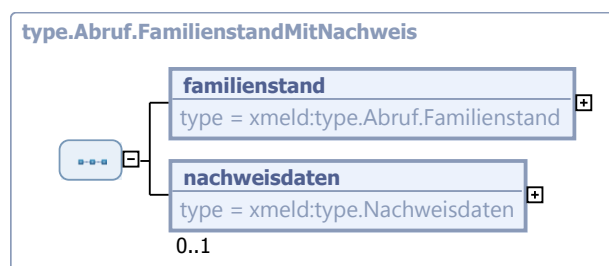 type.Abruf.FamilienstandMitNachweis
familienstand
type = xmeld:type.Abruf.Familienstand
nachweisdaten
type = xmeld:type.Nachweisdaten
0..1